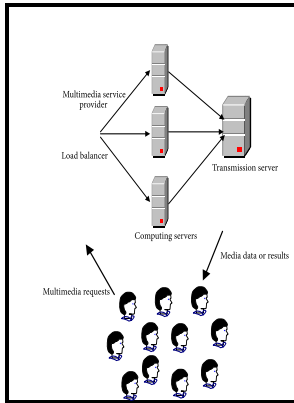 Multimedia service
provider
Load balancer
Transmission server
Computing servers
Media data or results
Multimedia requests